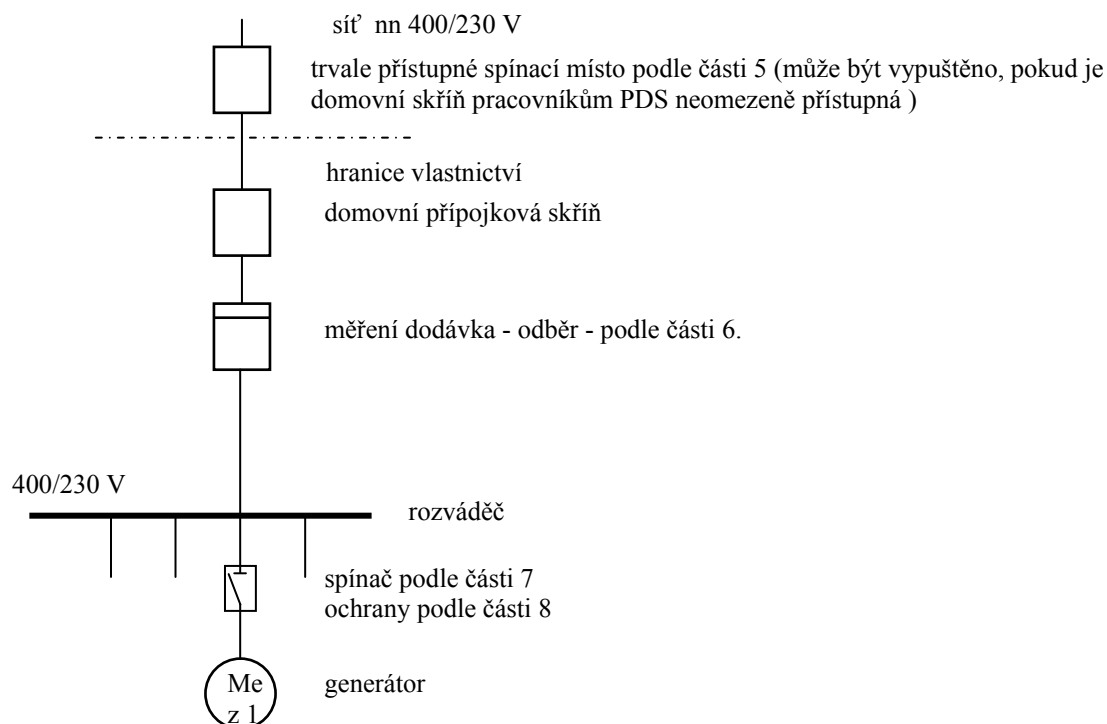 síť nn 400/230 V
trvale přístupné spínací místo podle části 5 (může být vypuštěno, pokud je
domovní skříň pracovníkům PDS neomezeně přístupná )
hranice vlastnictví
domovní přípojková skříň
měření dodávka - odběr - podle části 6.
400/230 V
rozváděč
spínač podle části 7
ochrany podle části 8
Me
z 1
generátor